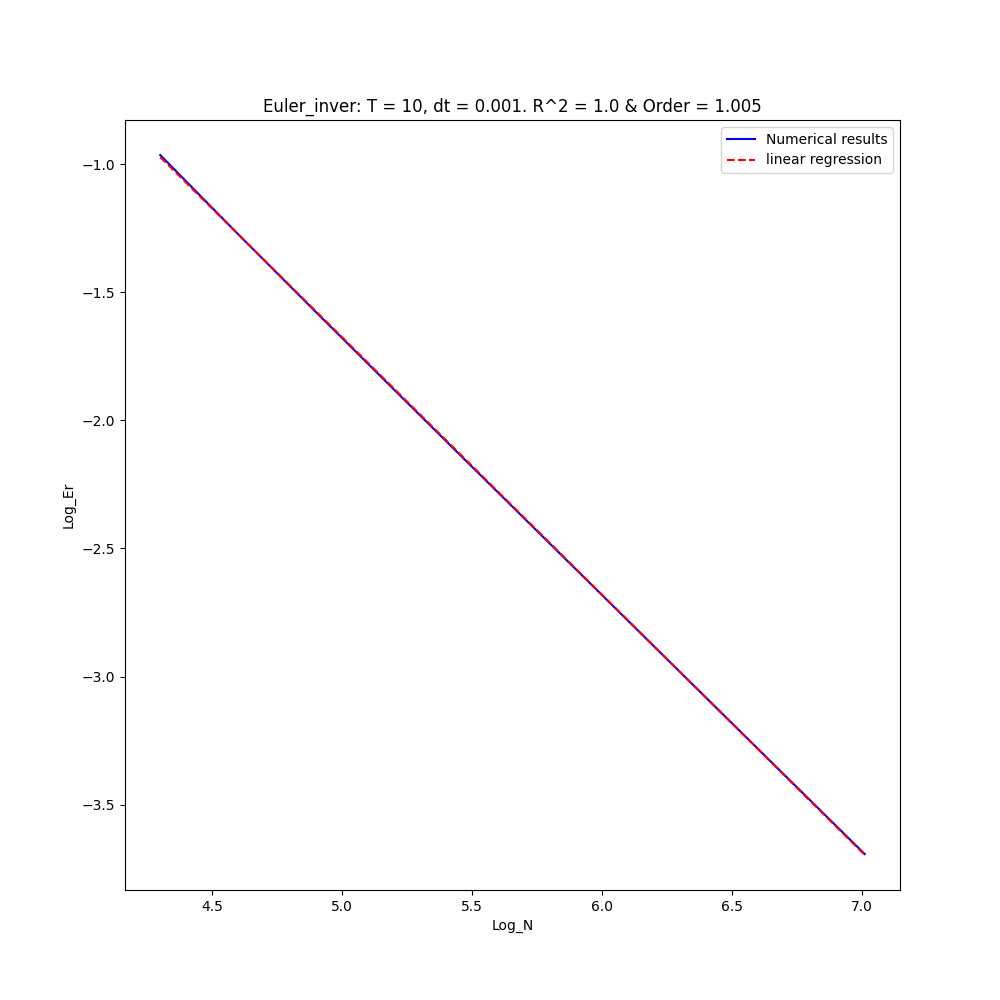 Euler_inver: T = 10, dt = 0.001. R^2 = 1.0 & Order = 1.005
Numerical results
linear regression
−1.0
−1.5
−2.0
−2.5
−3.0
−3.5
Log_Er
4.5 5.0 5.5 6.0 6.5 7.0
Log_N